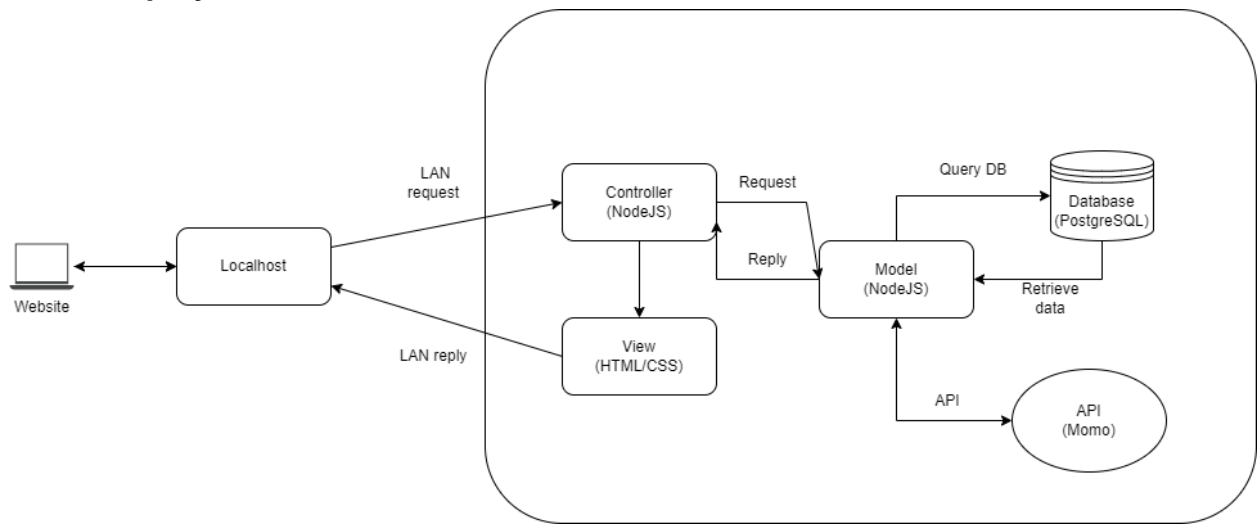 LAN
request
Controller
(NodeJS)
Request
Query DB
Database
(PostgreSQL)
Localhost
Reply
Model
(NodeJS)
Retrieve
data
Website
LAN reply
View
(HTML/CSS)
API
API
(Momo)